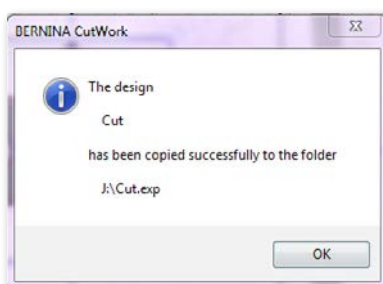 BERNINA CutWork
The design
Cut
has been copied successfully to the folder
J:\Cut.exp
OK